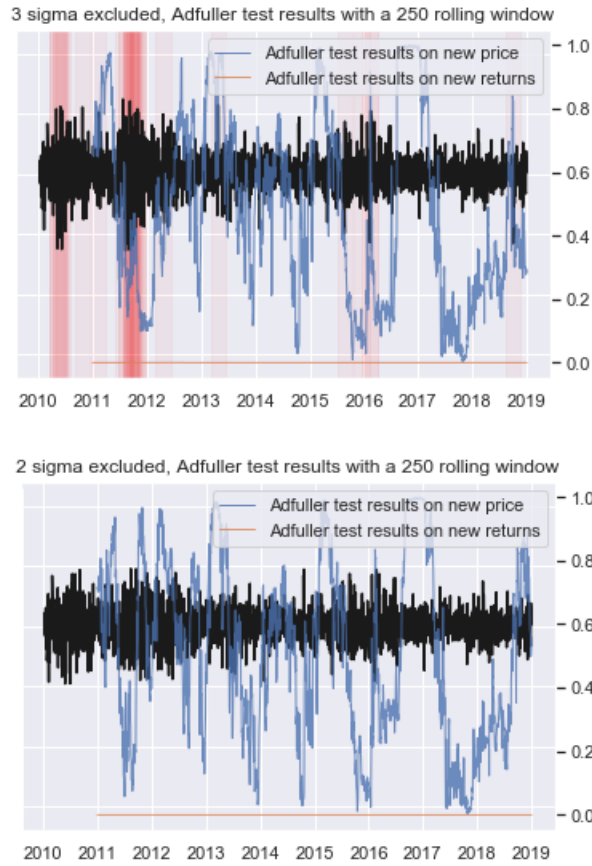 3 sigma excluded, Adfuller test results with a 250 rolling window
Adfuller test results on new price
Adfuller test results on new returns
1.0
0.8
0.6
0.4
0.2
0.0
2010 2011 2012 2013 2014 2015 2016 2017 2018 2019
2 sigma excluded, Adfuller test results with a 250 rolling window
Adfuller test results on new price
Adfuller test results on new returns
1.0
0.8
0.6
0.4
0.2
0.0
2010 2011 2012 2013 2014 2015 2016 2017 2018 2019